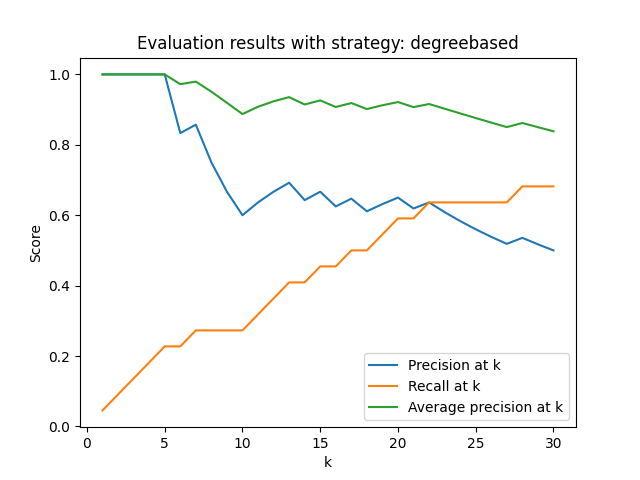 Evaluation results with strategy: degreebased
1.0
0.8
0.6
0.4
0.2
0.0
Score
0 5 10 15 20 25 30
k
Precision at k
Recall at k
Average precision at k